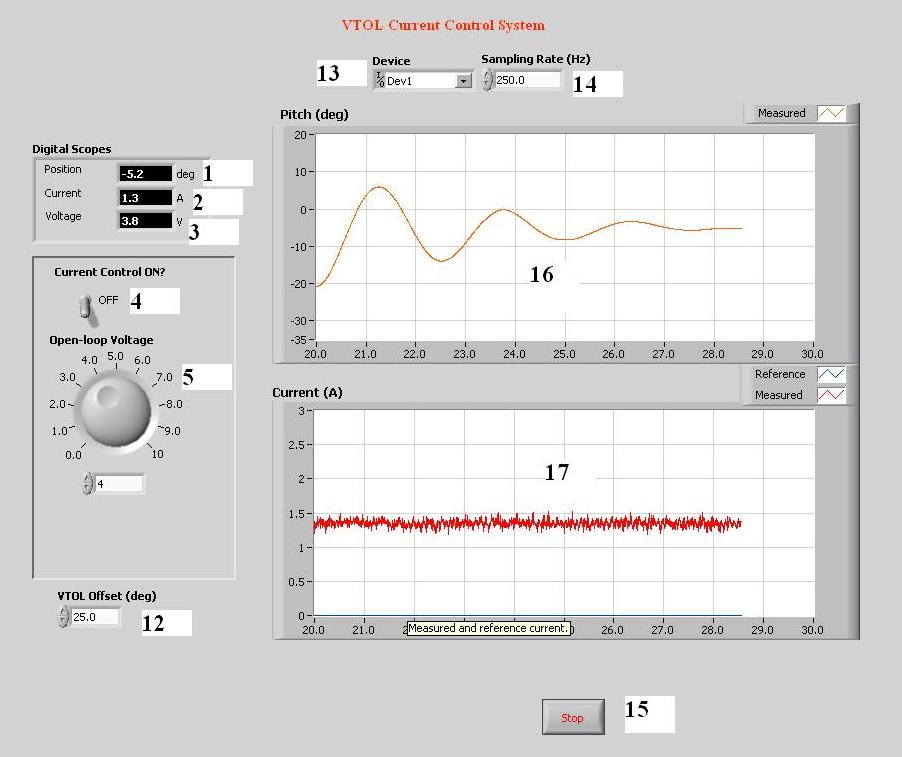 VTOL Current Control System
13 Device Sampling Rate (Hz)
Dev1 250.0 14
Pitch (deg) Measured
Digital Scopes
Position -5.2 deg 1
Current 1.3 A 2
Voltage 3.8 V 3
20
10
0
-10
-20
-30
-35
16
20.0 21.0 22.0 23.0 24.0 25.0 26.0 27.0 28.0 29.0 30.0
Current Control ON?
OFF 4
Open-loop Voltage
0.0 1.0 2.0 3.0 4.0 5.0 6.0 7.0 8.0 9.0 10
5
4
Current (A)
Reference
Measured
3
2.5
2
1.5
1
0.5
0
17
20.0 21.0 2 26.0 27.0 28.0 29.0 30.0
Measured and reference current.
VTOL Offset (deg)
25.0 12
Stop 15